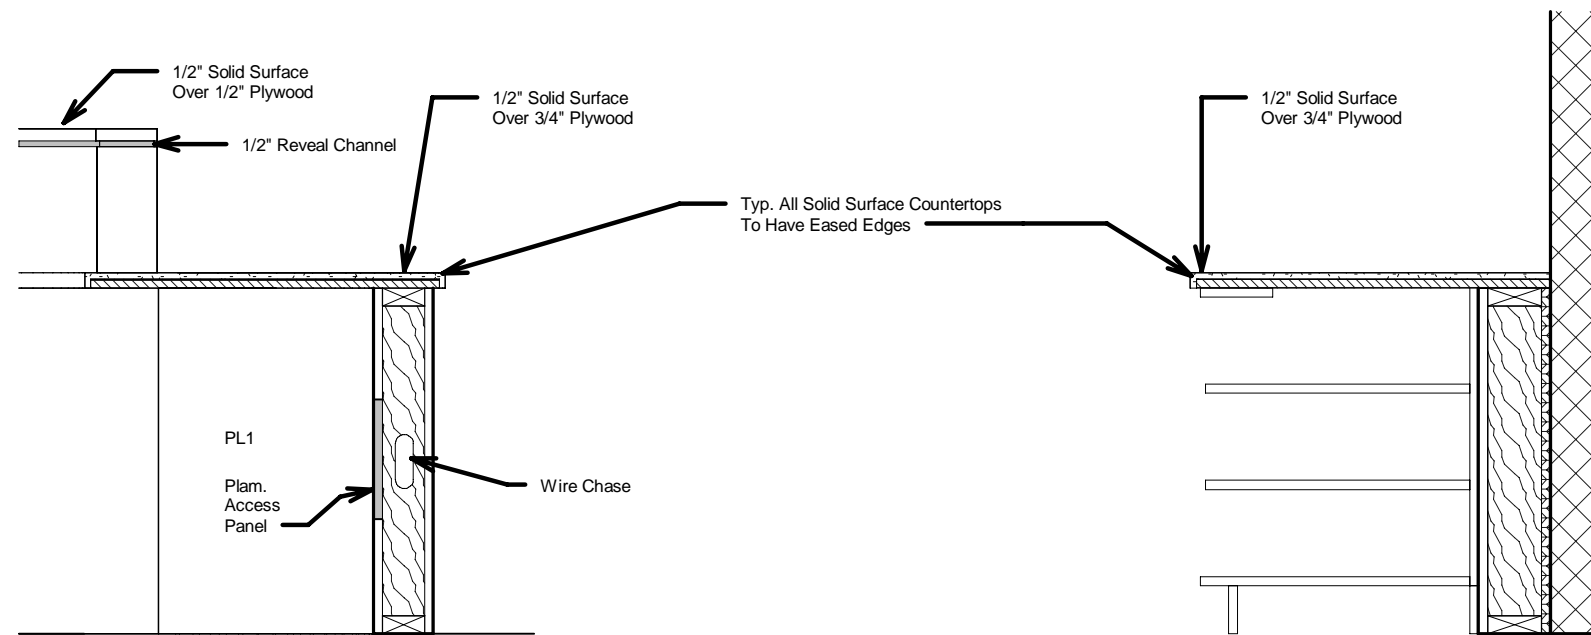 1/2" Solid Surface
Over 1/2" Plywood
1/2" Reveal Channel
1/2" Solid Surface
Over 3/4" Plywood
1/2" Solid Surface
Over 3/4" Plywood
Typ. All Solid Surface Countertops
To Have Eased Edges
PL1
Plam.
Access
Panel
Wire Chase